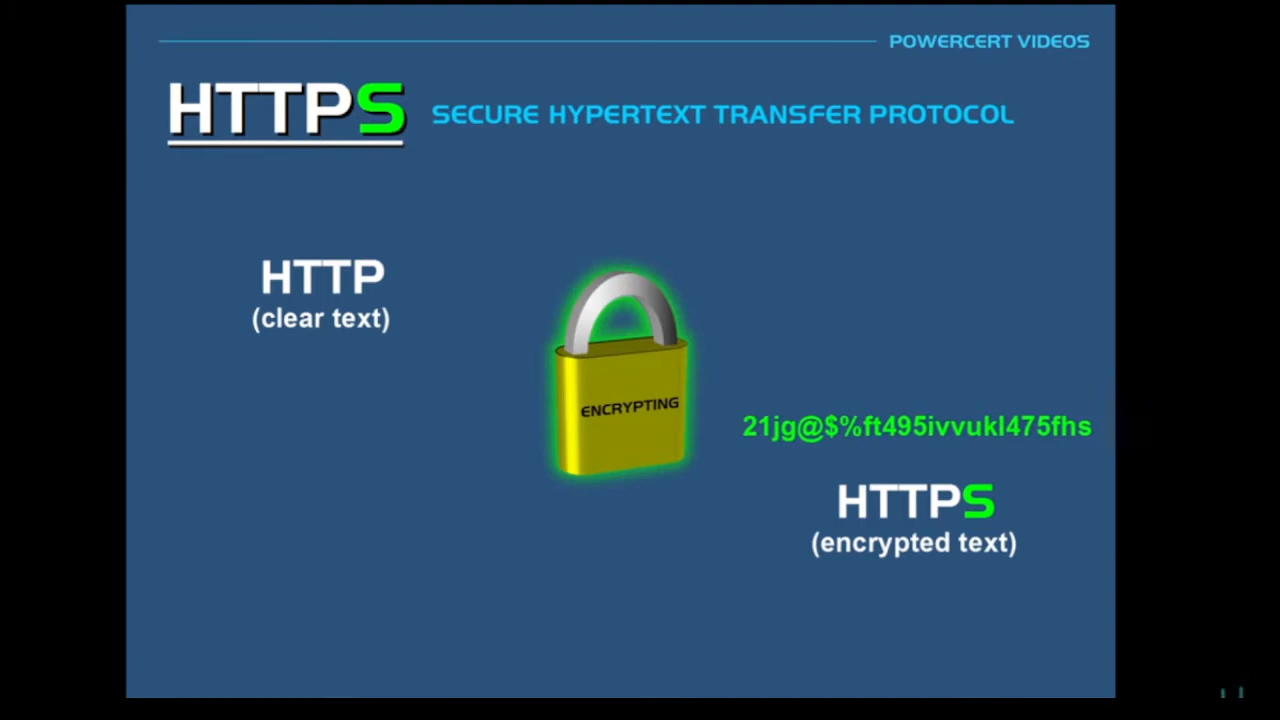 POWERCERT VIDEOS
HTTPS SECURE HYPERTEXT TRANSFER PROTOCOL
HTTP
(clear text)
ENCRYPTING
21jg@$%ft495ivvukl475fhs
HTTPS
(encrypted text)